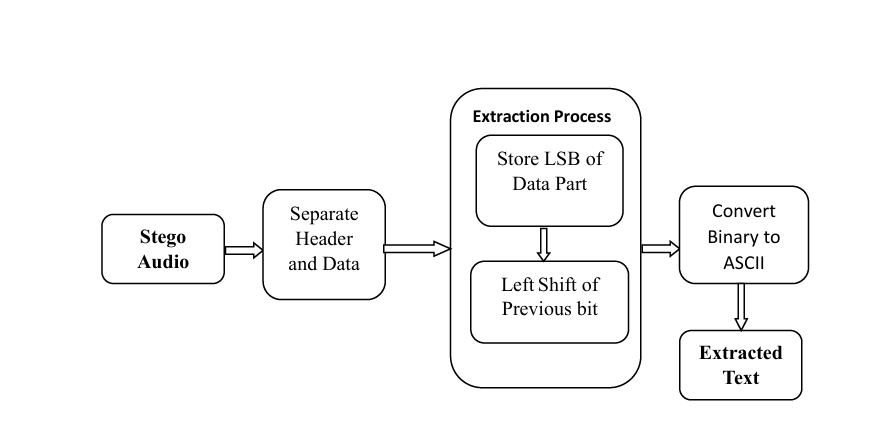 Stego
Audio
Separate
Header
and Data
Extraction Process
Store LSB of
Data Part
Left Shift of
Previous bit
Convert
Binary to
ASCII
Extracted
Text